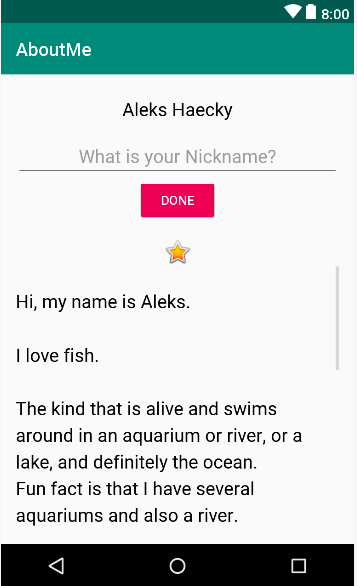 8:00
AboutMe
Aleks Haecky
What is your Nickname?
DONE
Hi, my name is Aleks.
I love fish.
The kind that is alive and swims
around in an aquarium or river, or a
lake, and definitely the ocean.
Fun fact is that I have several
aquariums and also a river.